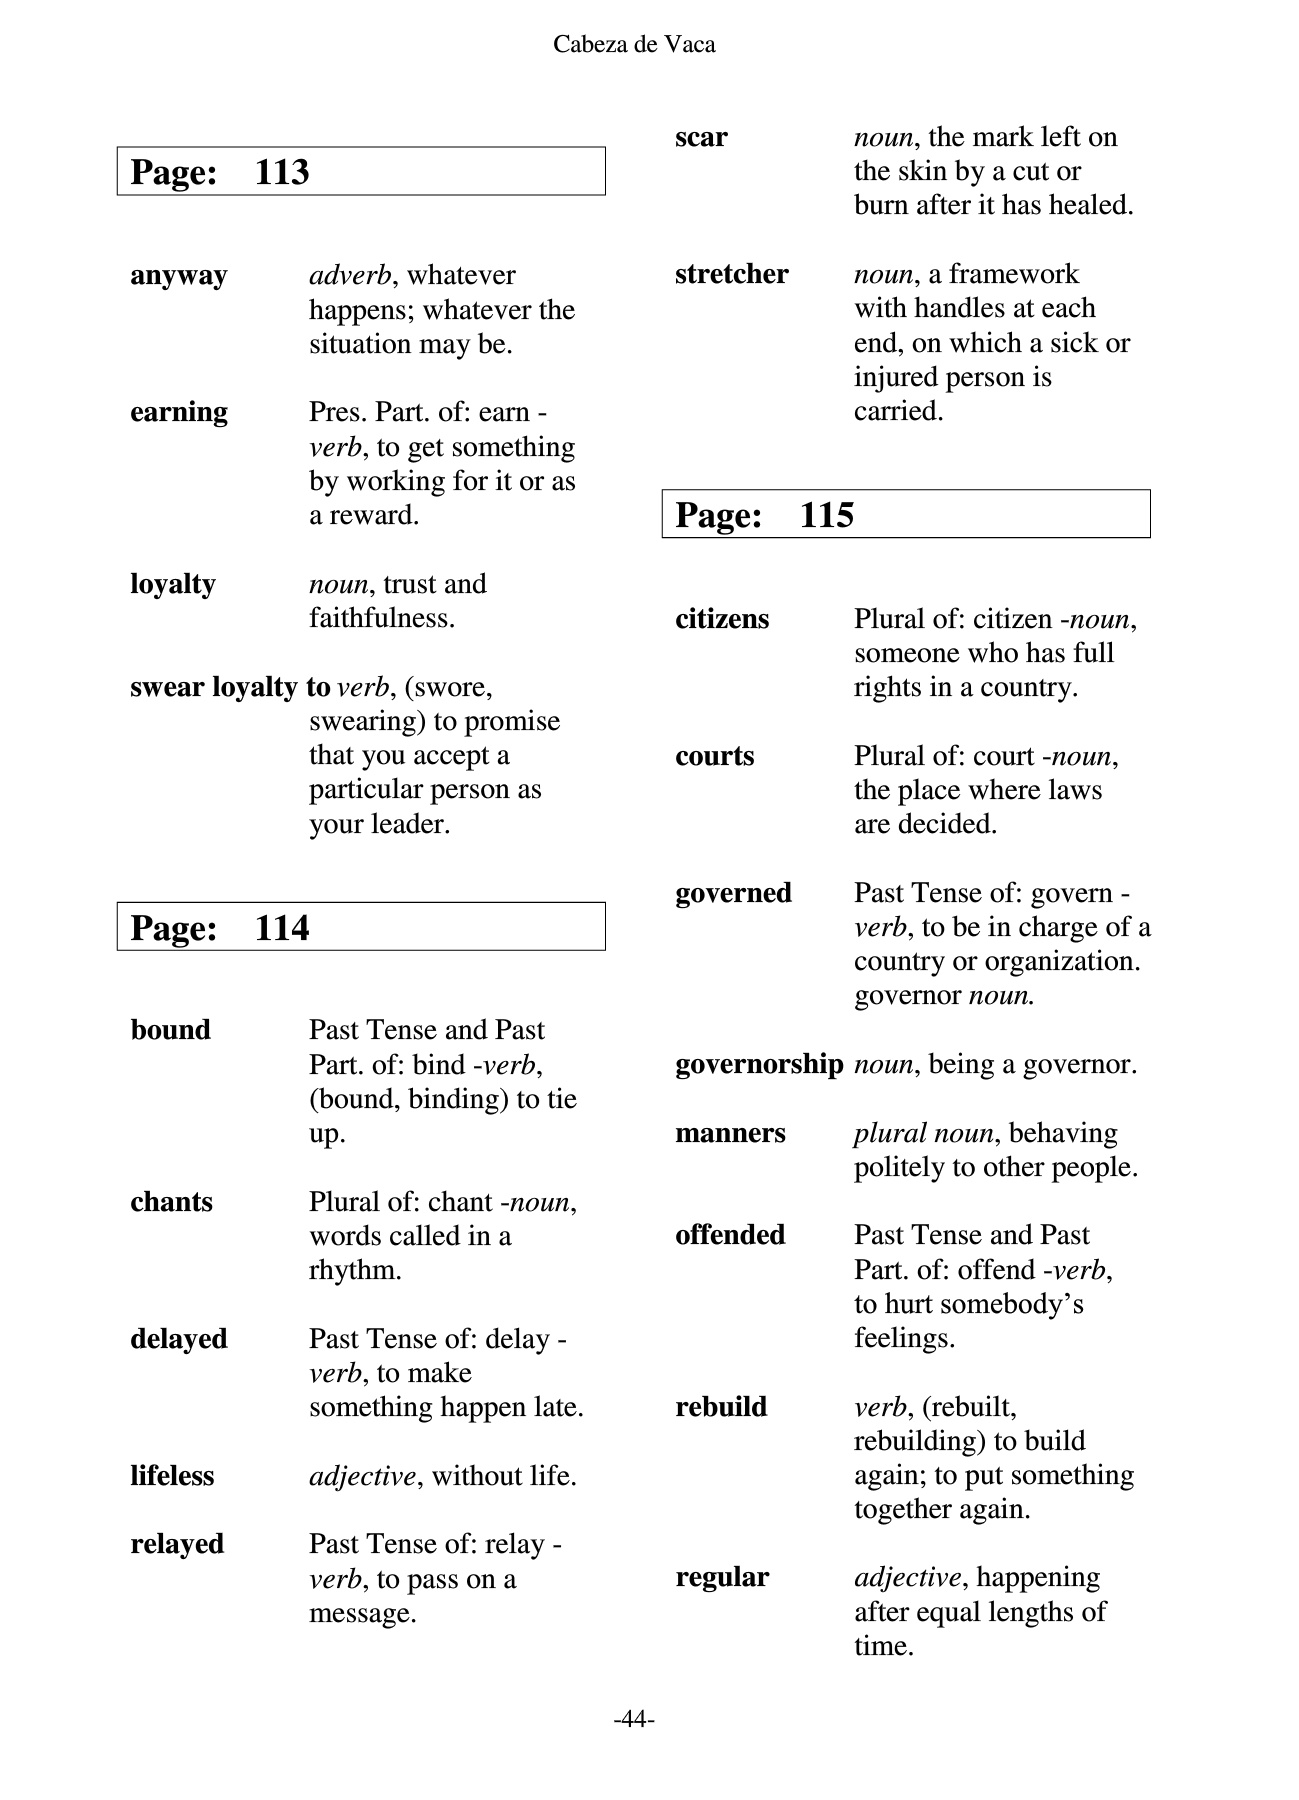 Cabeza de Vaca
Page: 113
anyway adverb, whatever
happens; whatever the
situation may be.
earning Pres. Part. of: earn -
verb, to get something
by working for it or as
a reward.
loyalty noun, trust and
faithfulness.
swear loyalty to verb, (swore,
swearing) to promise
that you accept a
particular person as
your leader.
Page: 114
bound Past Tense and Past
Part. of: bind -verb,
(bound, binding) to tie
up.
chants Plural of: chant -noun,
words called in a
rhythm.
delayed Past Tense of: delay -
verb, to make
something happen late.
lifeless adjective, without life.
relayed Past Tense of: relay -
verb, to pass on a
message.
scar noun, the mark left on
the skin by a cut or
burn after it has healed.
stretcher noun, a framework
with handles at each
end, on which a sick or
injured person is
carried.
Page: 115
citizens Plural of: citizen -noun,
someone who has full
rights in a country.
courts Plural of: court -noun,
the place where laws
are decided.
governed Past Tense of: govern -
verb, to be in charge of a
country or organization.
governor noun.
governorship noun, being a governor.
manners plural noun, behaving
politely to other people.
offended Past Tense and Past
Part. of: offend -verb,
to hurt somebody’s
feelings.
rebuild verb, (rebuilt,
rebuilding) to build
again; to put something
together again.
regular adjective, happening
after equal lengths of
time.
-44-